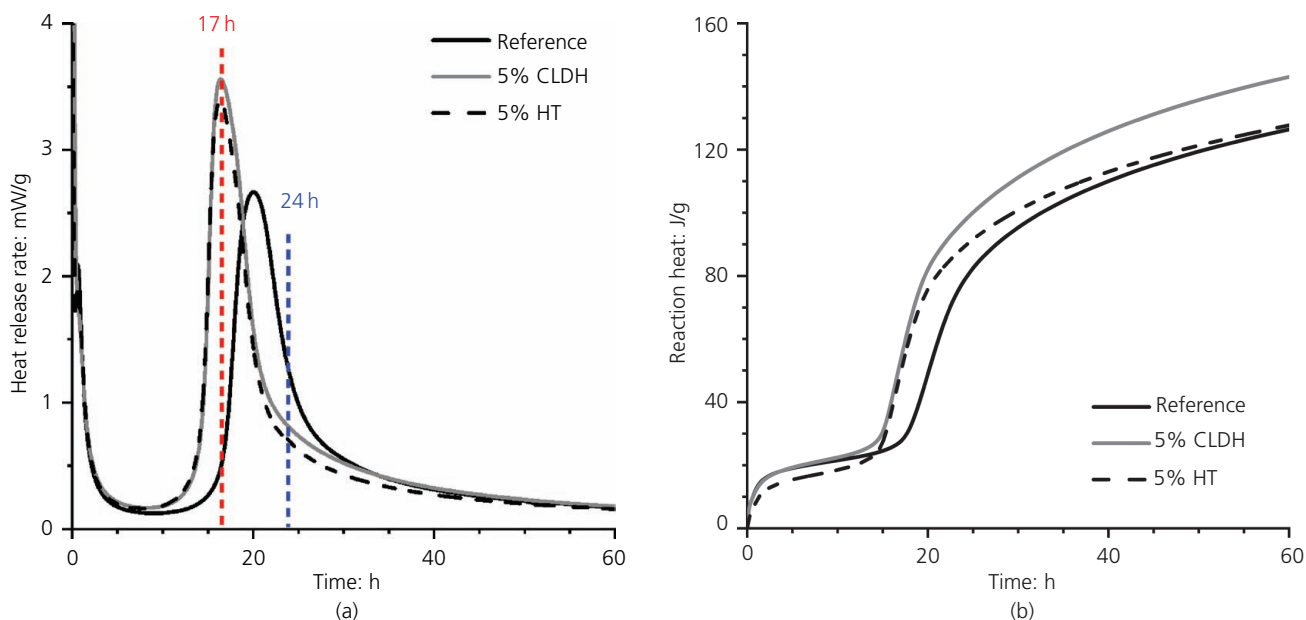 4
3
2
1
0
Heat release rate: mW/g
17 h
24 h
Reference
5% CLDH
5% HT
0
20
40
60
Time: h
(a)
160
120
80
40
0
Reaction heat: J/g
Reference
5% CLDH
5% HT
0
20
40
60
Time: h
(b)